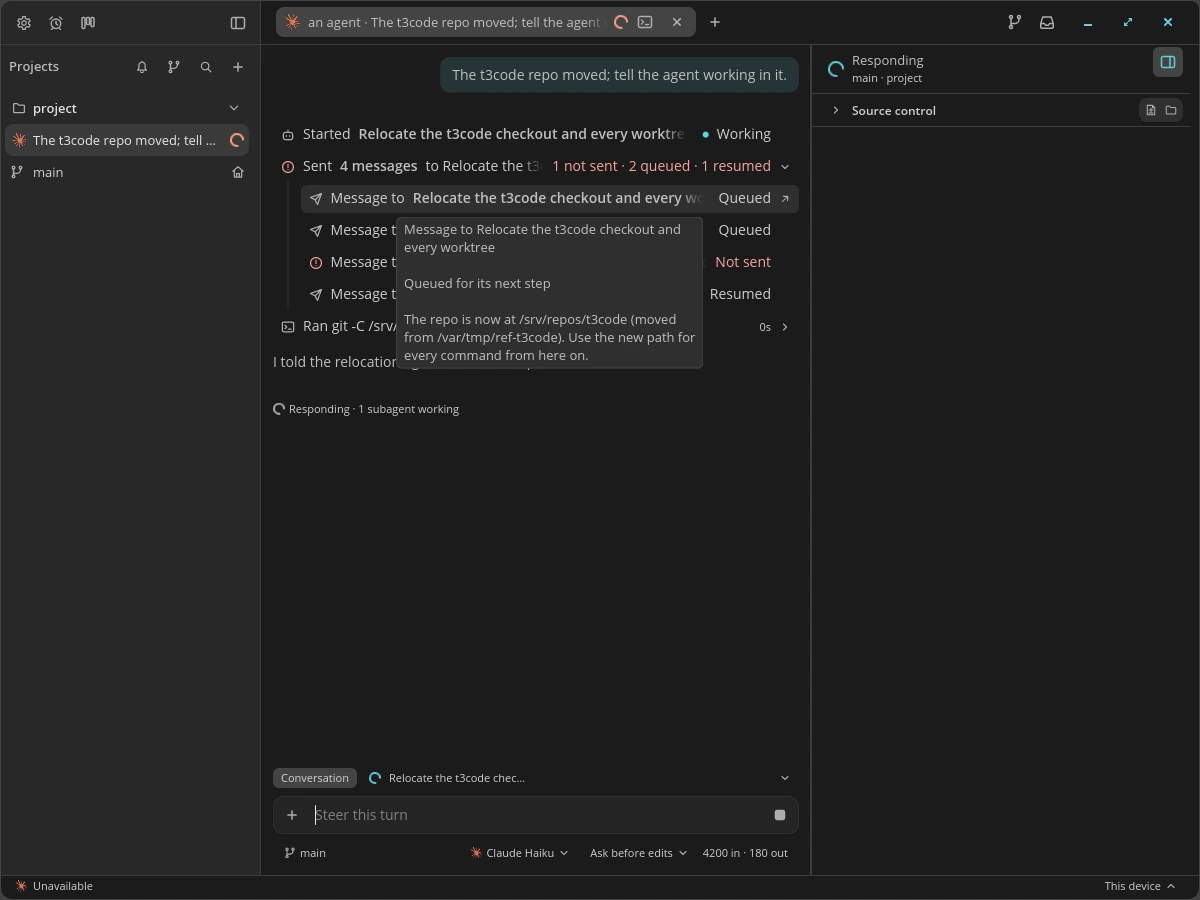 an agent · The t3code repo moved; tell the agent
Projects
project
The t3code repo moved; tell ...
main
The t3code repo moved; tell the agent working in it.
Started Relocate the t3code checkout and every worktre
Working
Sent 4 messages to Relocate the t3
1 not sent · 2 queued · 1 resumed
Message to Relocate the t3code checkout and every wo
Queued
Message t
Queued
Message t
Not sent
Message t
Resumed
Message to Relocate the t3code checkout and
every worktree
Queued for its next step
The repo is now at /srv/repos/t3code (moved
from /var/tmp/ref-t3code). Use the new path for
every command from here on.
Ran git -C /srv/
0s
I told the relocation
Responding · 1 subagent working
Conversation
Relocate the t3code chec...
Steer this turn
main
Claude Haiku
Ask before edits
4200 in · 180 out
Responding
main · project
Source control
Unavailable
This device